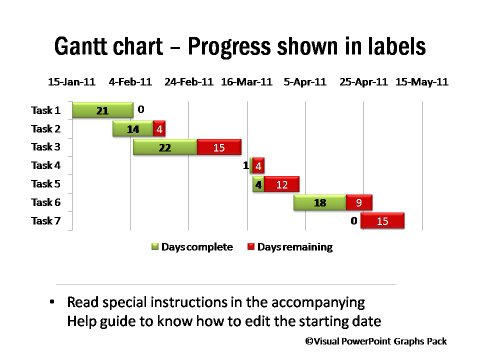 Gantt chart – Progress shown in labels
15-Jan-11 4-Feb-11 24-Feb-11 16-Mar-11 5-Apr-11 25-Apr-11 15-May-11
Task 1 21 0
Task 2 14 4
Task 3 22 15
Task 4 1 4
Task 5 4 12
Task 6 18 9
Task 7 0 15
Days complete Days remaining
• Read special instructions in the accompanying
Help guide to know how to edit the starting date
©Visual PowerPoint Graphs Pack